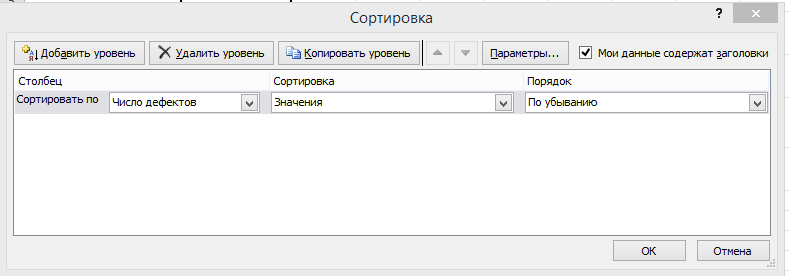 Сортировка
?
Добавить уровень Удалить уровень Копировать уровень Параметры... Мои данные содержат заголовки
Столбец Сортировка Порядок
Сортировать по Число дефектов Значения По убыванию
ОК Отмена